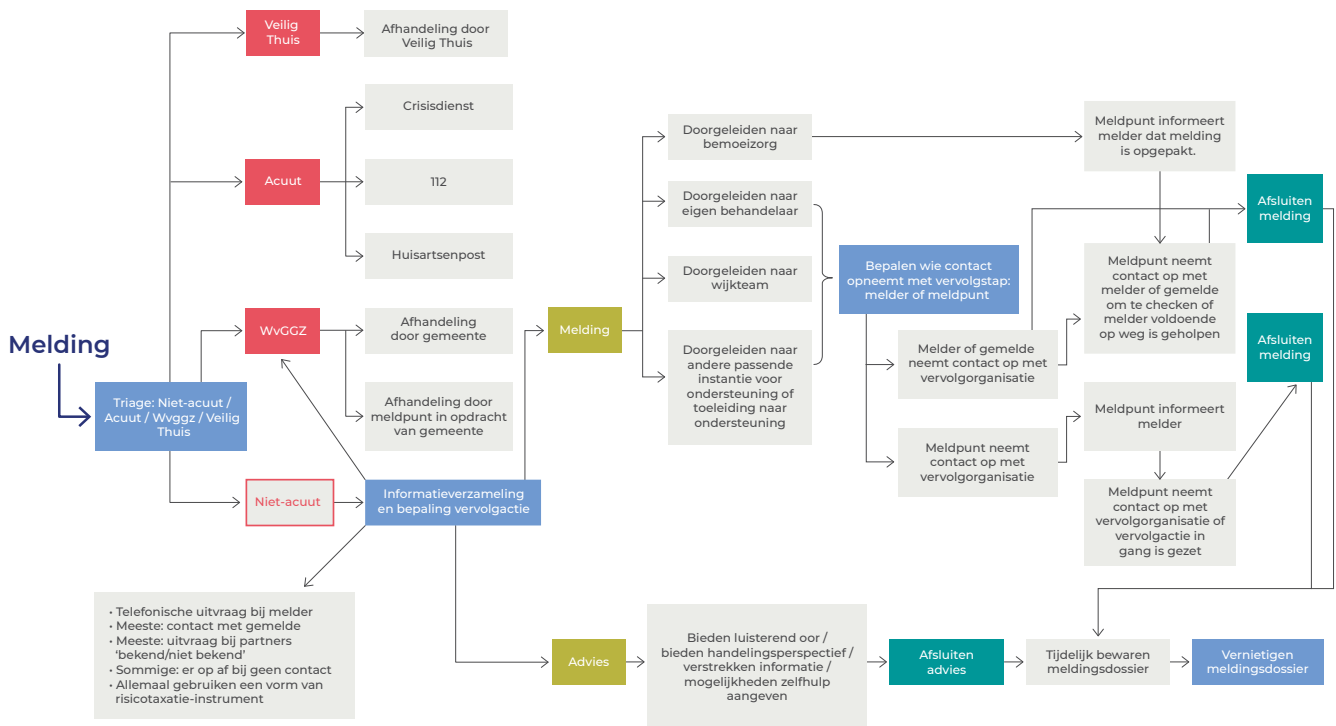 Melding
Triage: Niet-acuut /
Acuut / Wvggz / Veilig
Thuis
Veilig
Thuis
Afhandeling door
Veilig Thuis
Acuut
Crisisdienst
112
Huisartsenpost
WvGGZ
Afhandeling
door gemeente
Afhandeling door
meldpunt in opdracht
van gemeente
Niet-acuut
Informatieverzameling
en bepaling vervolgactie
• Telefonische uitvraag bij melder
• Meeste: contact met gemelde
• Meeste: uitvraag bij partners
‘bekend/niet bekend’
• Sommige: er op af bij geen contact
• Allemaal gebruiken een vorm van
risicotaxatie-instrument
Melding
Doorgeleiden naar
bemoeizorg
Doorgeleiden naar
eigen behandelaar
Doorgeleiden naar
wijkteam
Doorgeleiden naar
andere passende
instantie voor
ondersteuning of
toeleiding naar
ondersteuning
Bepalen wie contact
opneemt met vervolgstap:
melder of meldpunt
Melder of gemelde
neemt contact op met
vervolgorganisatie
Meldpunt neemt
contact op met
vervolgorganisatie
Meldpunt informeert
melder dat melding
is opgepakt.
Meldpunt neemt
contact op met
melder of gemelde
om te checken of
melder voldoende
op weg is geholpen
Meldpunt informeert
melder
Meldpunt neemt
contact op met
vervolgorganisatie of
vervolgactie in
gang is gezet
Afsluiten
melding
Afsluiten
melding
Advies
Bieden luisterend oor /
bieden handelingsperspectief /
verstrekken informatie /
mogelijkheden zelfhulp
aangeven
Afsluiten
advies
Tijdelijk bewaren
meldingsdossier
Vernietigen
meldingsdossier